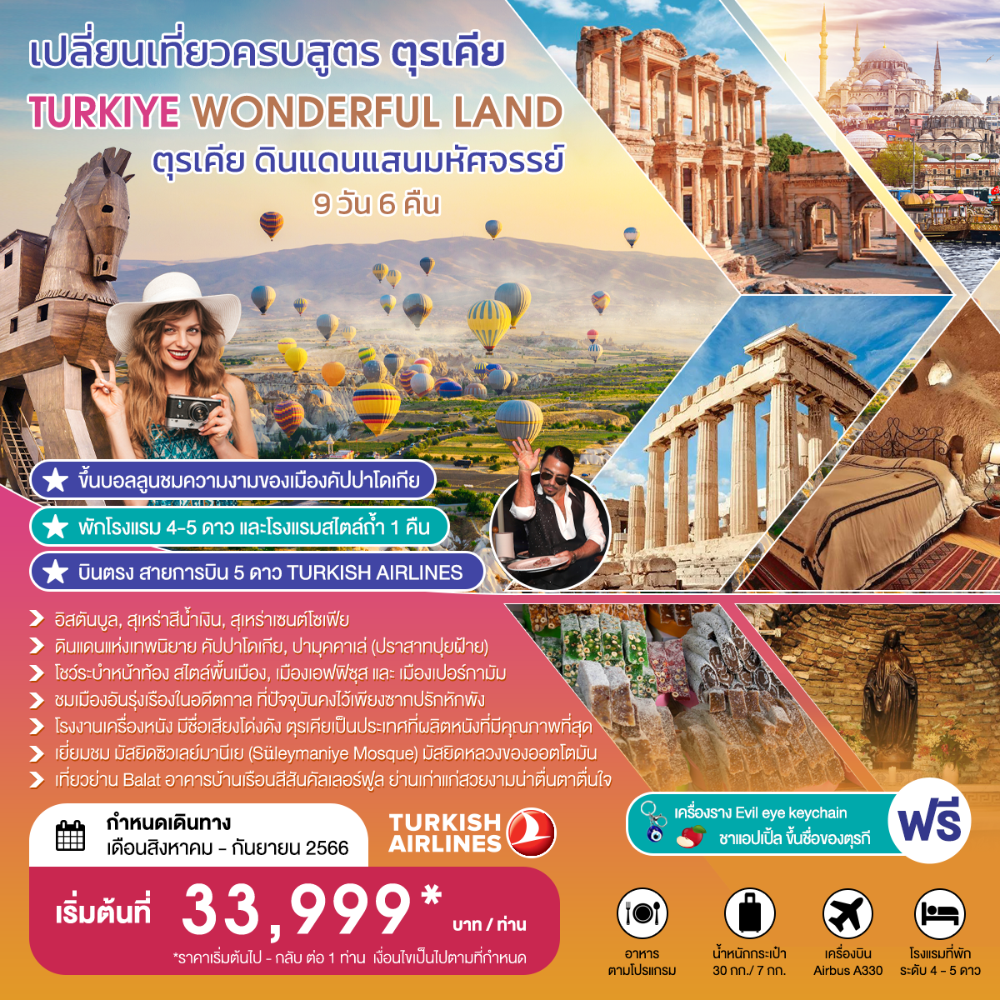 เปลี่ยนเที่ยวครบสูตร ตุรเคีย
TURKIYE WONDERFUL LAND
ตุรเคีย ดินแดนแสนมหัศจรรย์
9 วัน 6 คืน
ขึ้นบอลลูนชมความงามของเมืองคัปปาโดเกีย
พักโรงแรม 4-5 ดาว และโรงแรมสไตล์ถ้ำ 1 คืน
บินตรง สายการบิน 5 ดาว TURKISH AIRLINES
อิสตันบูล, สุเหร่าสีน้ำเงิน, สุเหร่าเซนต์โซเฟีย
ดินแดนแห่งเทพนิยาย คัปปาโดเกีย, ปามุคคาเล่ (ปราสาทปุยฝ้าย)
โชว์ระบำหน้าท้อง สไตล์พื้นเมือง, เมืองเอฟฟิซุส และ เมืองเปอร์กามัม
ชมเมืองอันรุ่งเรืองในอดีตกาล ที่ปัจจุบันคงไว้เพียงซากปรักหักพัง
โรงงานเครื่องหนัง มีชื่อเสียงโด่งดัง ตุรเคียเป็นประเทศที่ผลิตหนังที่มีคุณภาพที่สุด
เยี่ยมชม มัสยิดซิวเลย์มานีเย (Süleymaniye Mosque) มัสยิดหลวงของออตโตมัน
เที่ยวย่าน Balat อาคารบ้านเรือนสีสันคัลเลอร์ฟูล ย่านเก่าแก่สวยงามน่าตื่นตาตื่นใจ
กำหนดเดินทาง
เดือนสิงหาคม - กันยายน 2566
TURKISH
AIRLINES
เครื่องราง Evil eye keychain
ชาแอปเปิ้ล ขึ้นชื่อของตุรกี
ฟรี
เริ่มต้นที่ 33,999* บาท / ท่าน
*ราคาเริ่มต้นไป - กลับ ต่อ 1 ท่าน เงื่อนไขเป็นไปตามที่กำหนด
อาหาร
ตามโปรแกรม
น้ำหนักกระเป๋า
30 กก./ 7 กก.
เครื่องบิน
Airbus A330
โรงแรมที่พัก
ระดับ 4 - 5 ดาว